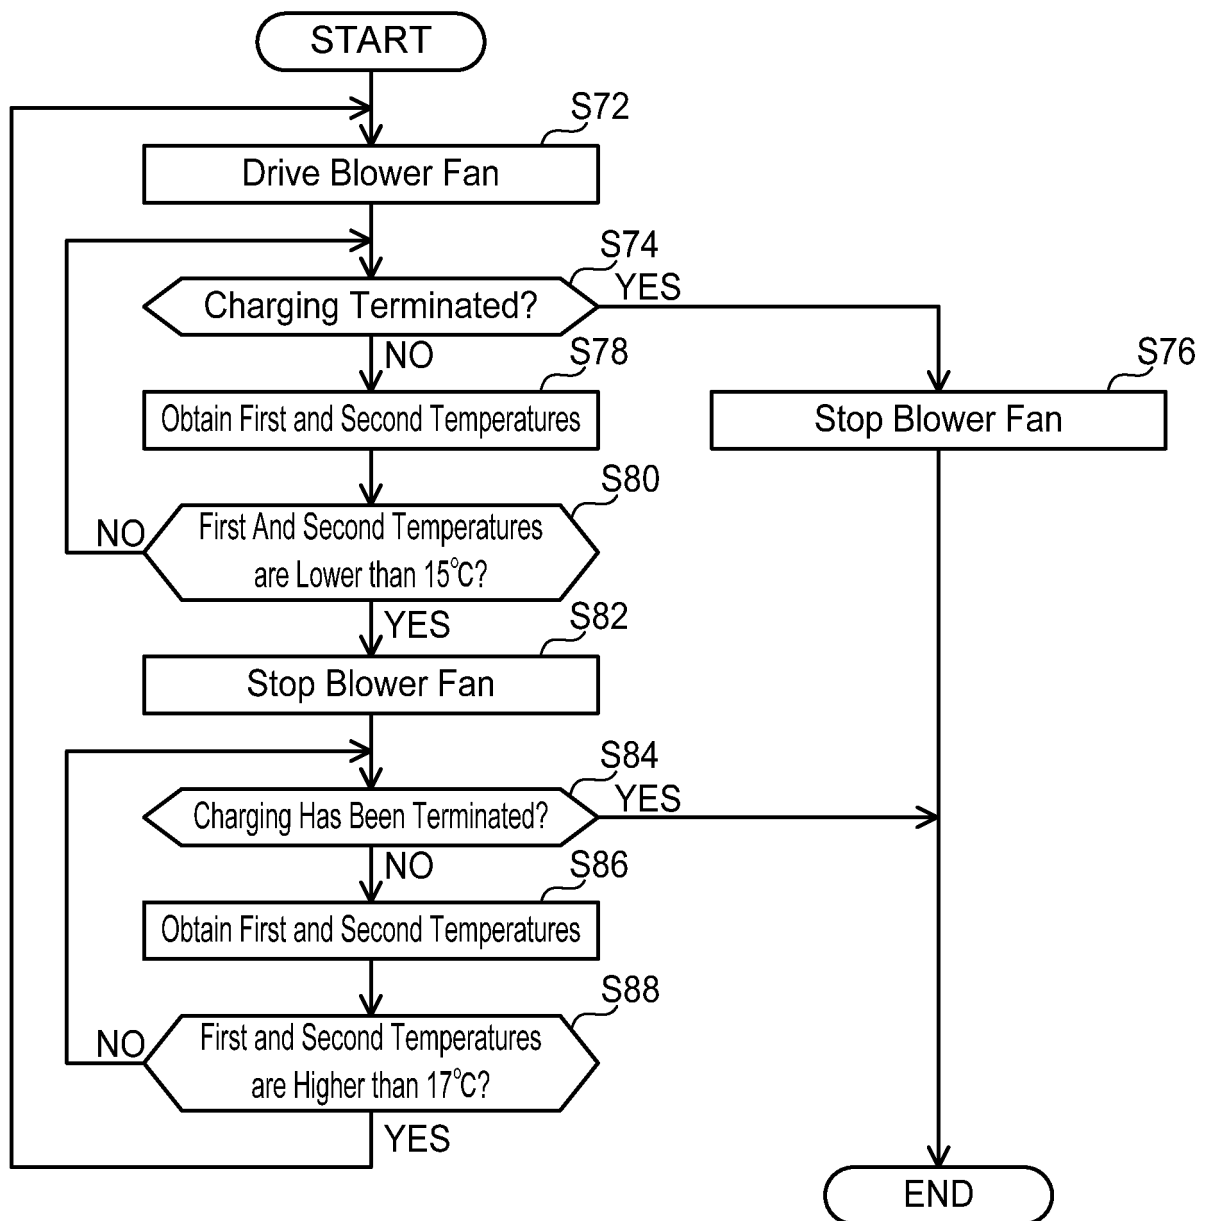 START
S72
Drive Blower Fan
S74
Charging Terminated?
YES
NO
S78
Obtain First and Second Temperatures
S76
Stop Blower Fan
S80
First And Second Temperatures
are Lower than 15°C?
NO
YES
S82
Stop Blower Fan
S84
Charging Has Been Terminated?
YES
NO
S86
Obtain First and Second Temperatures
S88
First and Second Temperatures
are Higher than 17°C?
NO
YES
END